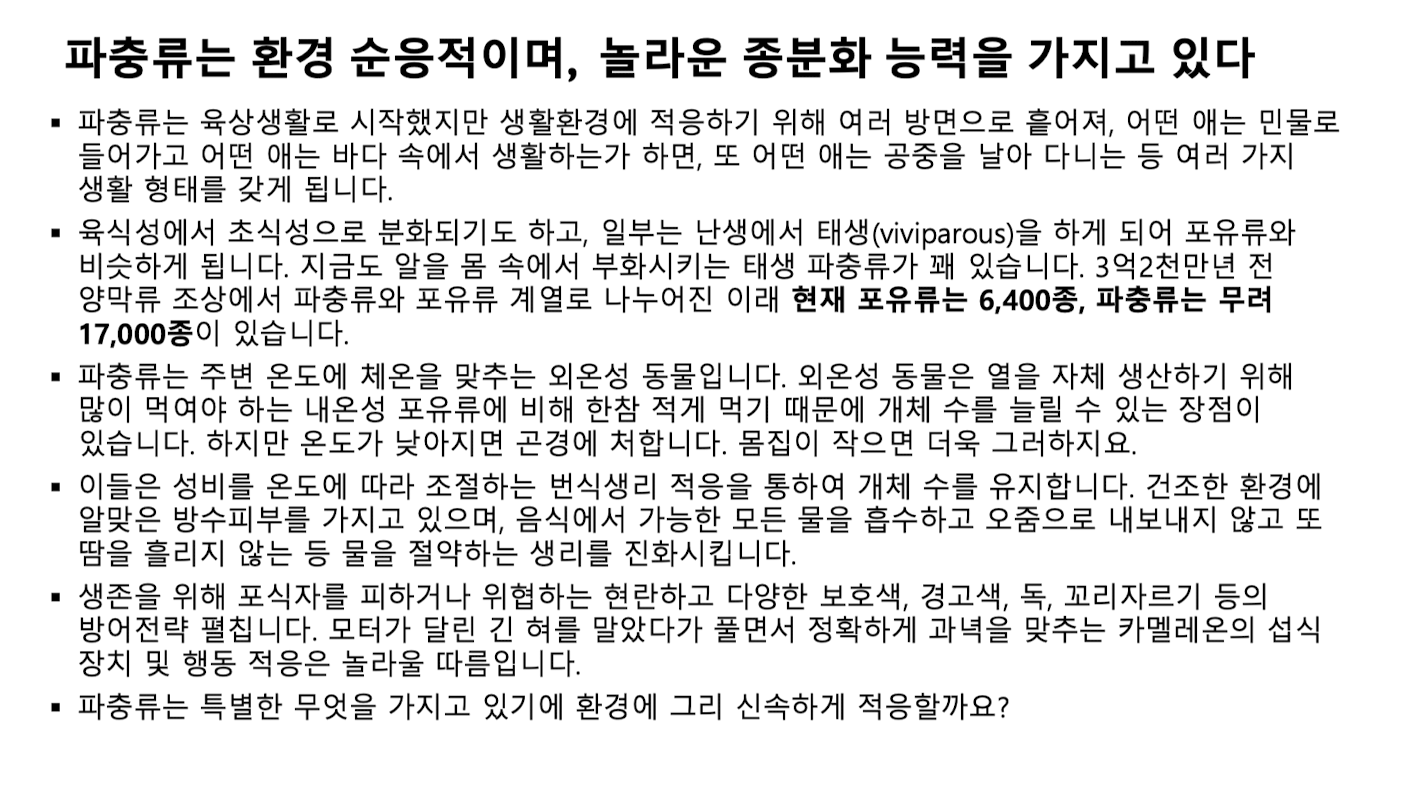 파충류는 환경 순응적이며, 놀라운 종분화 능력을 가지고 있다
▪ 파충류는 육상생활로 시작했지만 생활환경에 적응하기 위해 여러 방면으로 흩어져, 어떤 애는 민물로
들어가고 어떤 애는 바다 속에서 생활하는가 하면, 또 어떤 애는 공중을 날아 다니는 등 여러 가지
생활 형태를 갖게 됩니다.
▪ 육식성에서 초식성으로 분화되기도 하고, 일부는 난생에서 태생(viviparous)을 하게 되어 포유류와
비슷하게 됩니다. 지금도 알을 몸 속에서 부화시키는 태생 파충류가 꽤 있습니다. 3억2천만년 전
양막류 조상에서 파충류와 포유류 계열로 나누어진 이래 현재 포유류는 6,400종, 파충류는 무려
17,000종이 있습니다.
▪ 파충류는 주변 온도에 체온을 맞추는 외온성 동물입니다. 외온성 동물은 열을 자체 생산하기 위해
많이 먹여야 하는 내온성 포유류에 비해 한참 적게 먹기 때문에 개체 수를 늘릴 수 있는 장점이
있습니다. 하지만 온도가 낮아지면 곤경에 처합니다. 몸집이 작으면 더욱 그러하지요.
▪ 이들은 성비를 온도에 따라 조절하는 번식생리 적응을 통하여 개체 수를 유지합니다. 건조한 환경에
알맞은 방수피부를 가지고 있으며, 음식에서 가능한 모든 물을 흡수하고 오줌으로 내보내지 않고 또
땀을 흘리지 않는 등 물을 절약하는 생리를 진화시킵니다.
▪ 생존을 위해 포식자를 피하거나 위협하는 현란하고 다양한 보호색, 경고색, 독, 꼬리자르기 등의
방어전략 펼칩니다. 모터가 달린 긴 혀를 말았다가 풀면서 정확하게 과녁을 맞추는 카멜레온의 섭식
장치 및 행동 적응은 놀라울 따름입니다.
▪ 파충류는 특별한 무엇을 가지고 있기에 환경에 그리 신속하게 적응할까요?